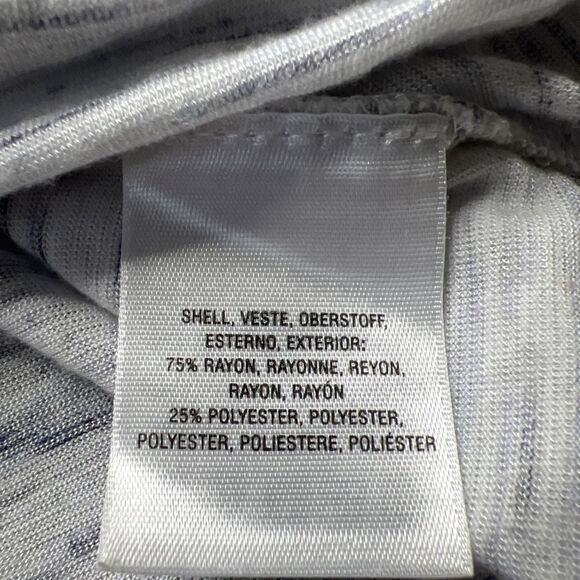 SHELL, VESTE, OBERSTOFF,
ESTERNO, EXTERIOR:
75% RAYON, RAYONNE, REYON,
RAYON, RAYÓN
25% POLYESTER, POLYESTER,
POLYESTER, POLIESTERE, POLIÉSTER